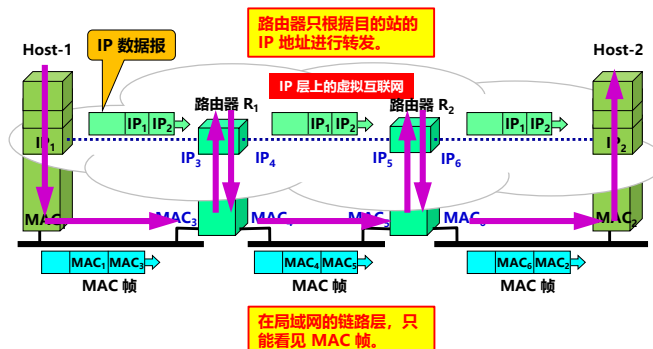 路由器只根据目的站的
IP 地址进行转发。
Host-1
IP 数据报
Host-2
IP 层上的虚拟互联网
路由器 R₁
路由器 R₂
IP₁ IP₂
IP₁ IP₂
IP₁ IP₂
IP₁
IP₂
IP₃
IP₄
IP₅
IP₆
MAC₃
MAC₂
MAC₁ MAC₃
MAC₄ MAC₅
MAC₆ MAC₂
MAC 帧
MAC 帧
MAC 帧
在局域网的链路层，只
能看见 MAC 帧。